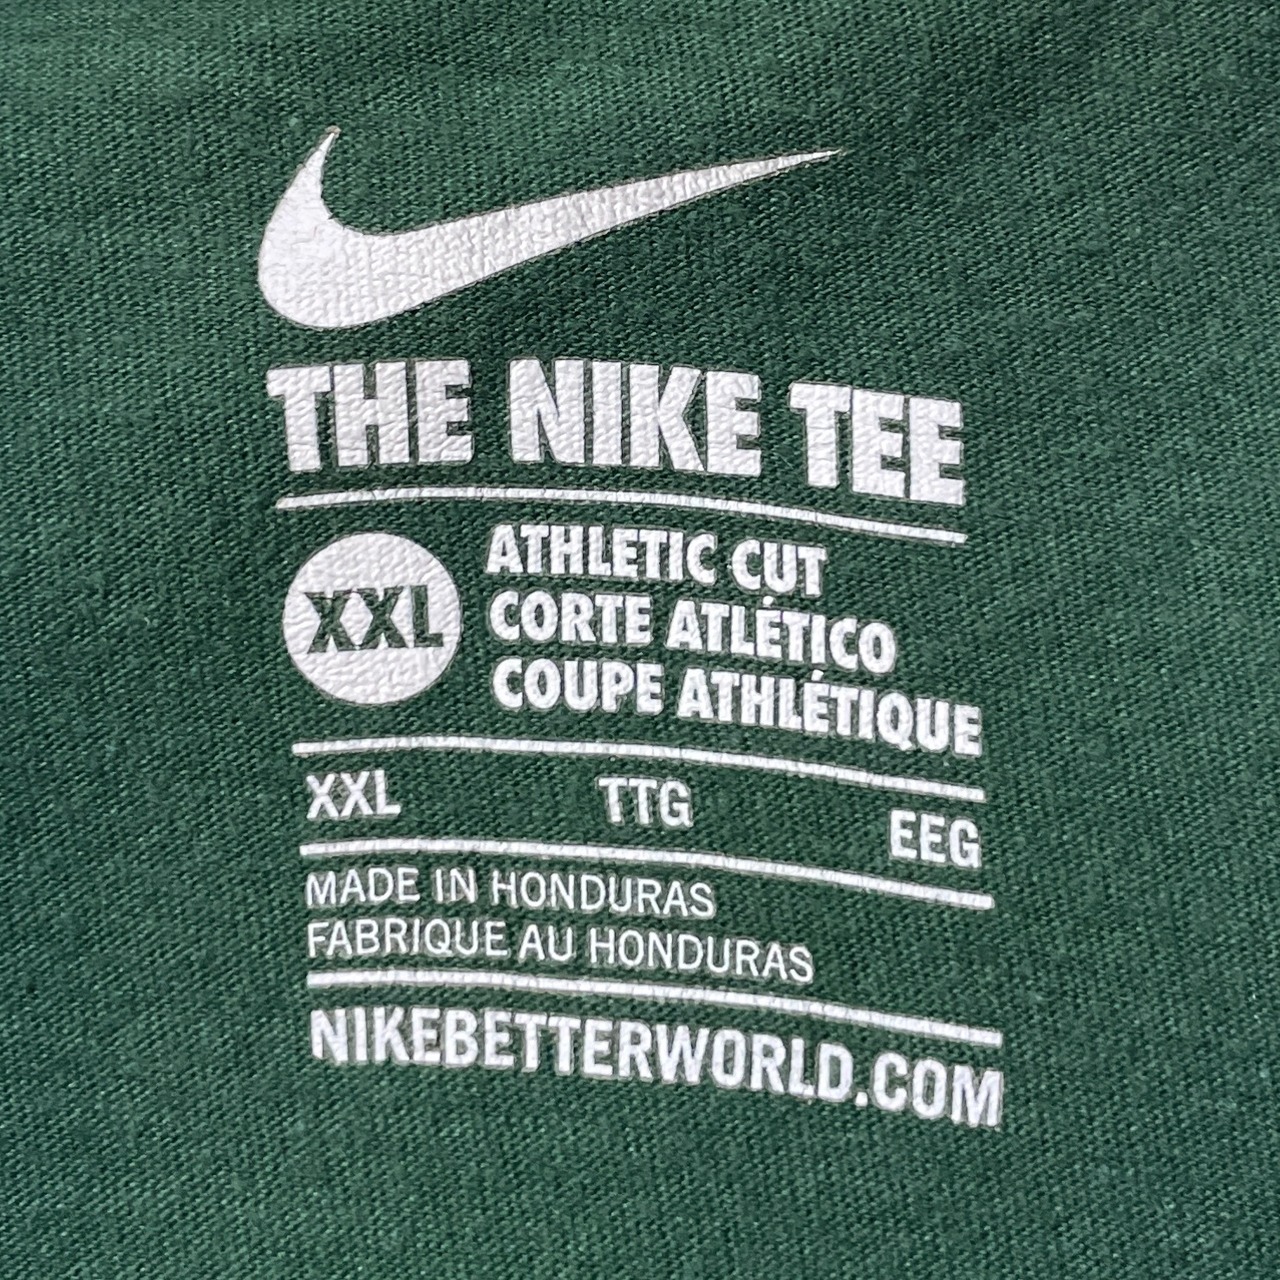 THE NIKE TEE
XXL
ATHLETIC CUT
CORTE ATLÉTICO
COUPE ATHLÉTIQUE
XXL TTG EEG
MADE IN HONDURAS
FABRIQUE AU HONDURAS
NIKEBETTERWORLD.COM